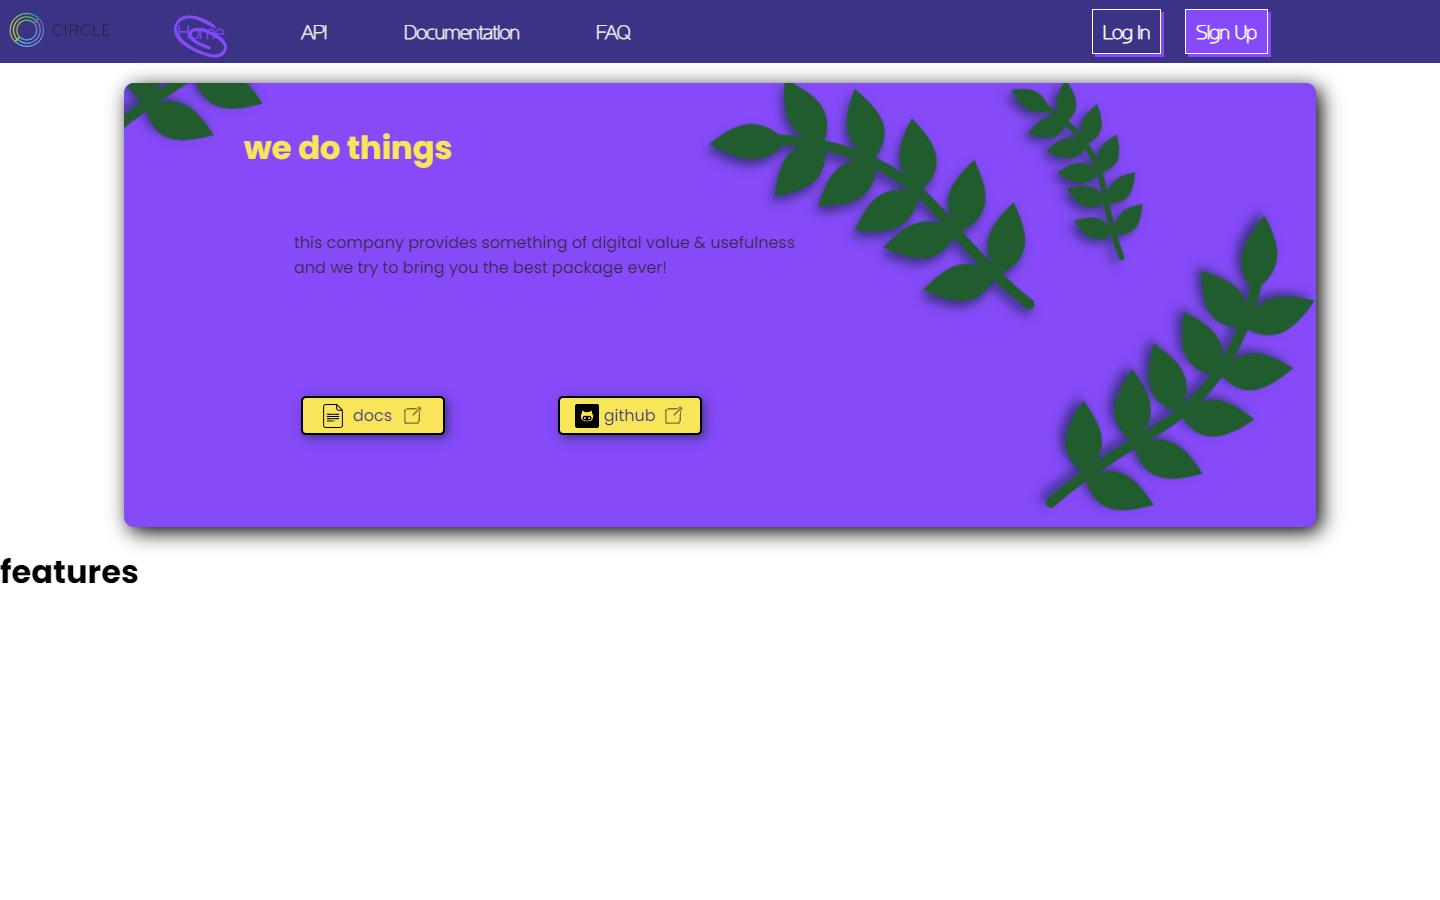 CIRCLE
Home
API
Documentation
FAQ
Log In
Sign Up
we do things
this company provides something of digital value & usefulness
and we try to bring you the best package ever!
docs
github
features